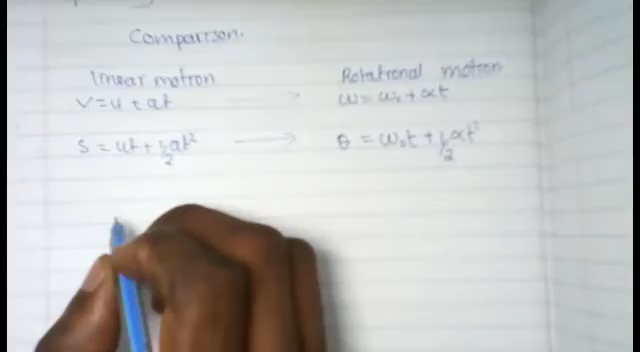 Comparison.
linear motion Rotational motion
V = u + at → ω = ω₀ + αt
S = ut + ½at² → θ = ω₀t + ½αt²